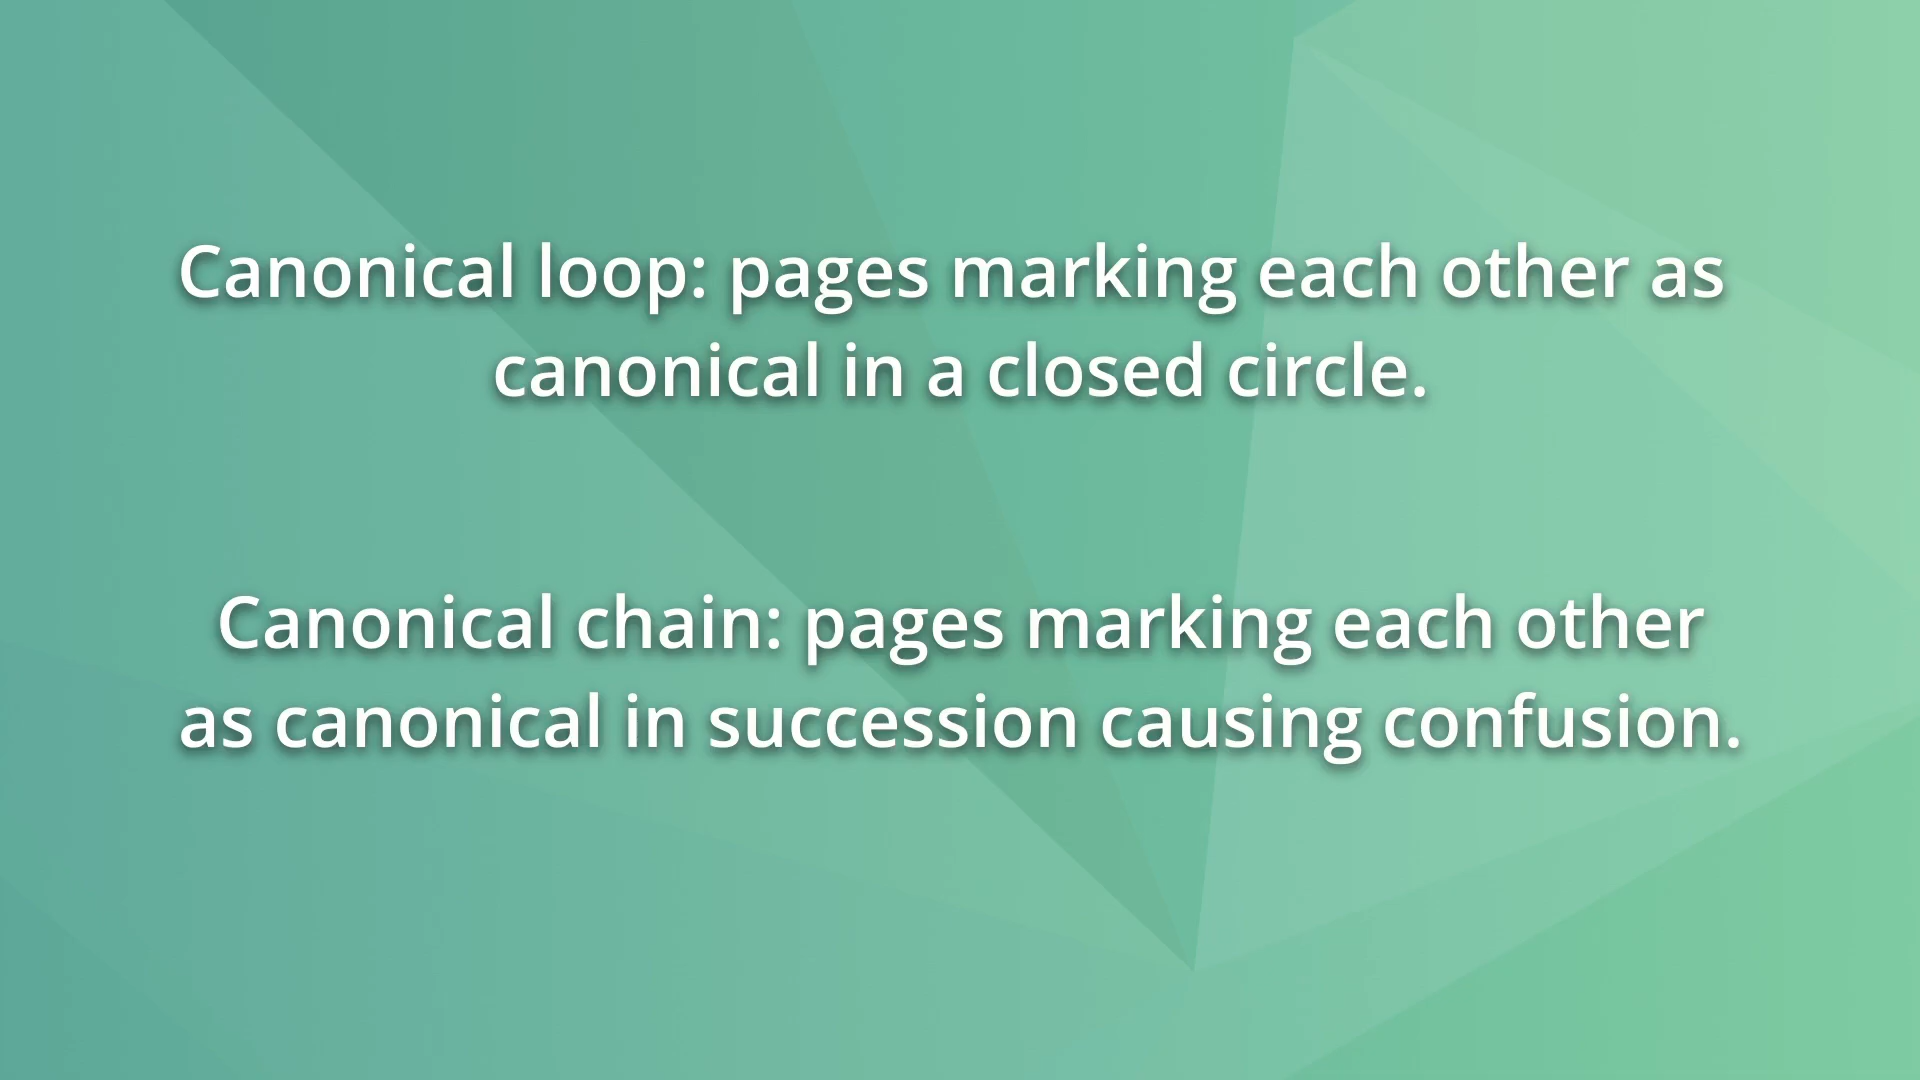 Canonical loop: pages marking each other as
canonical in a closed circle.
Canonical chain: pages marking each other
as canonical in succession causing confusion.